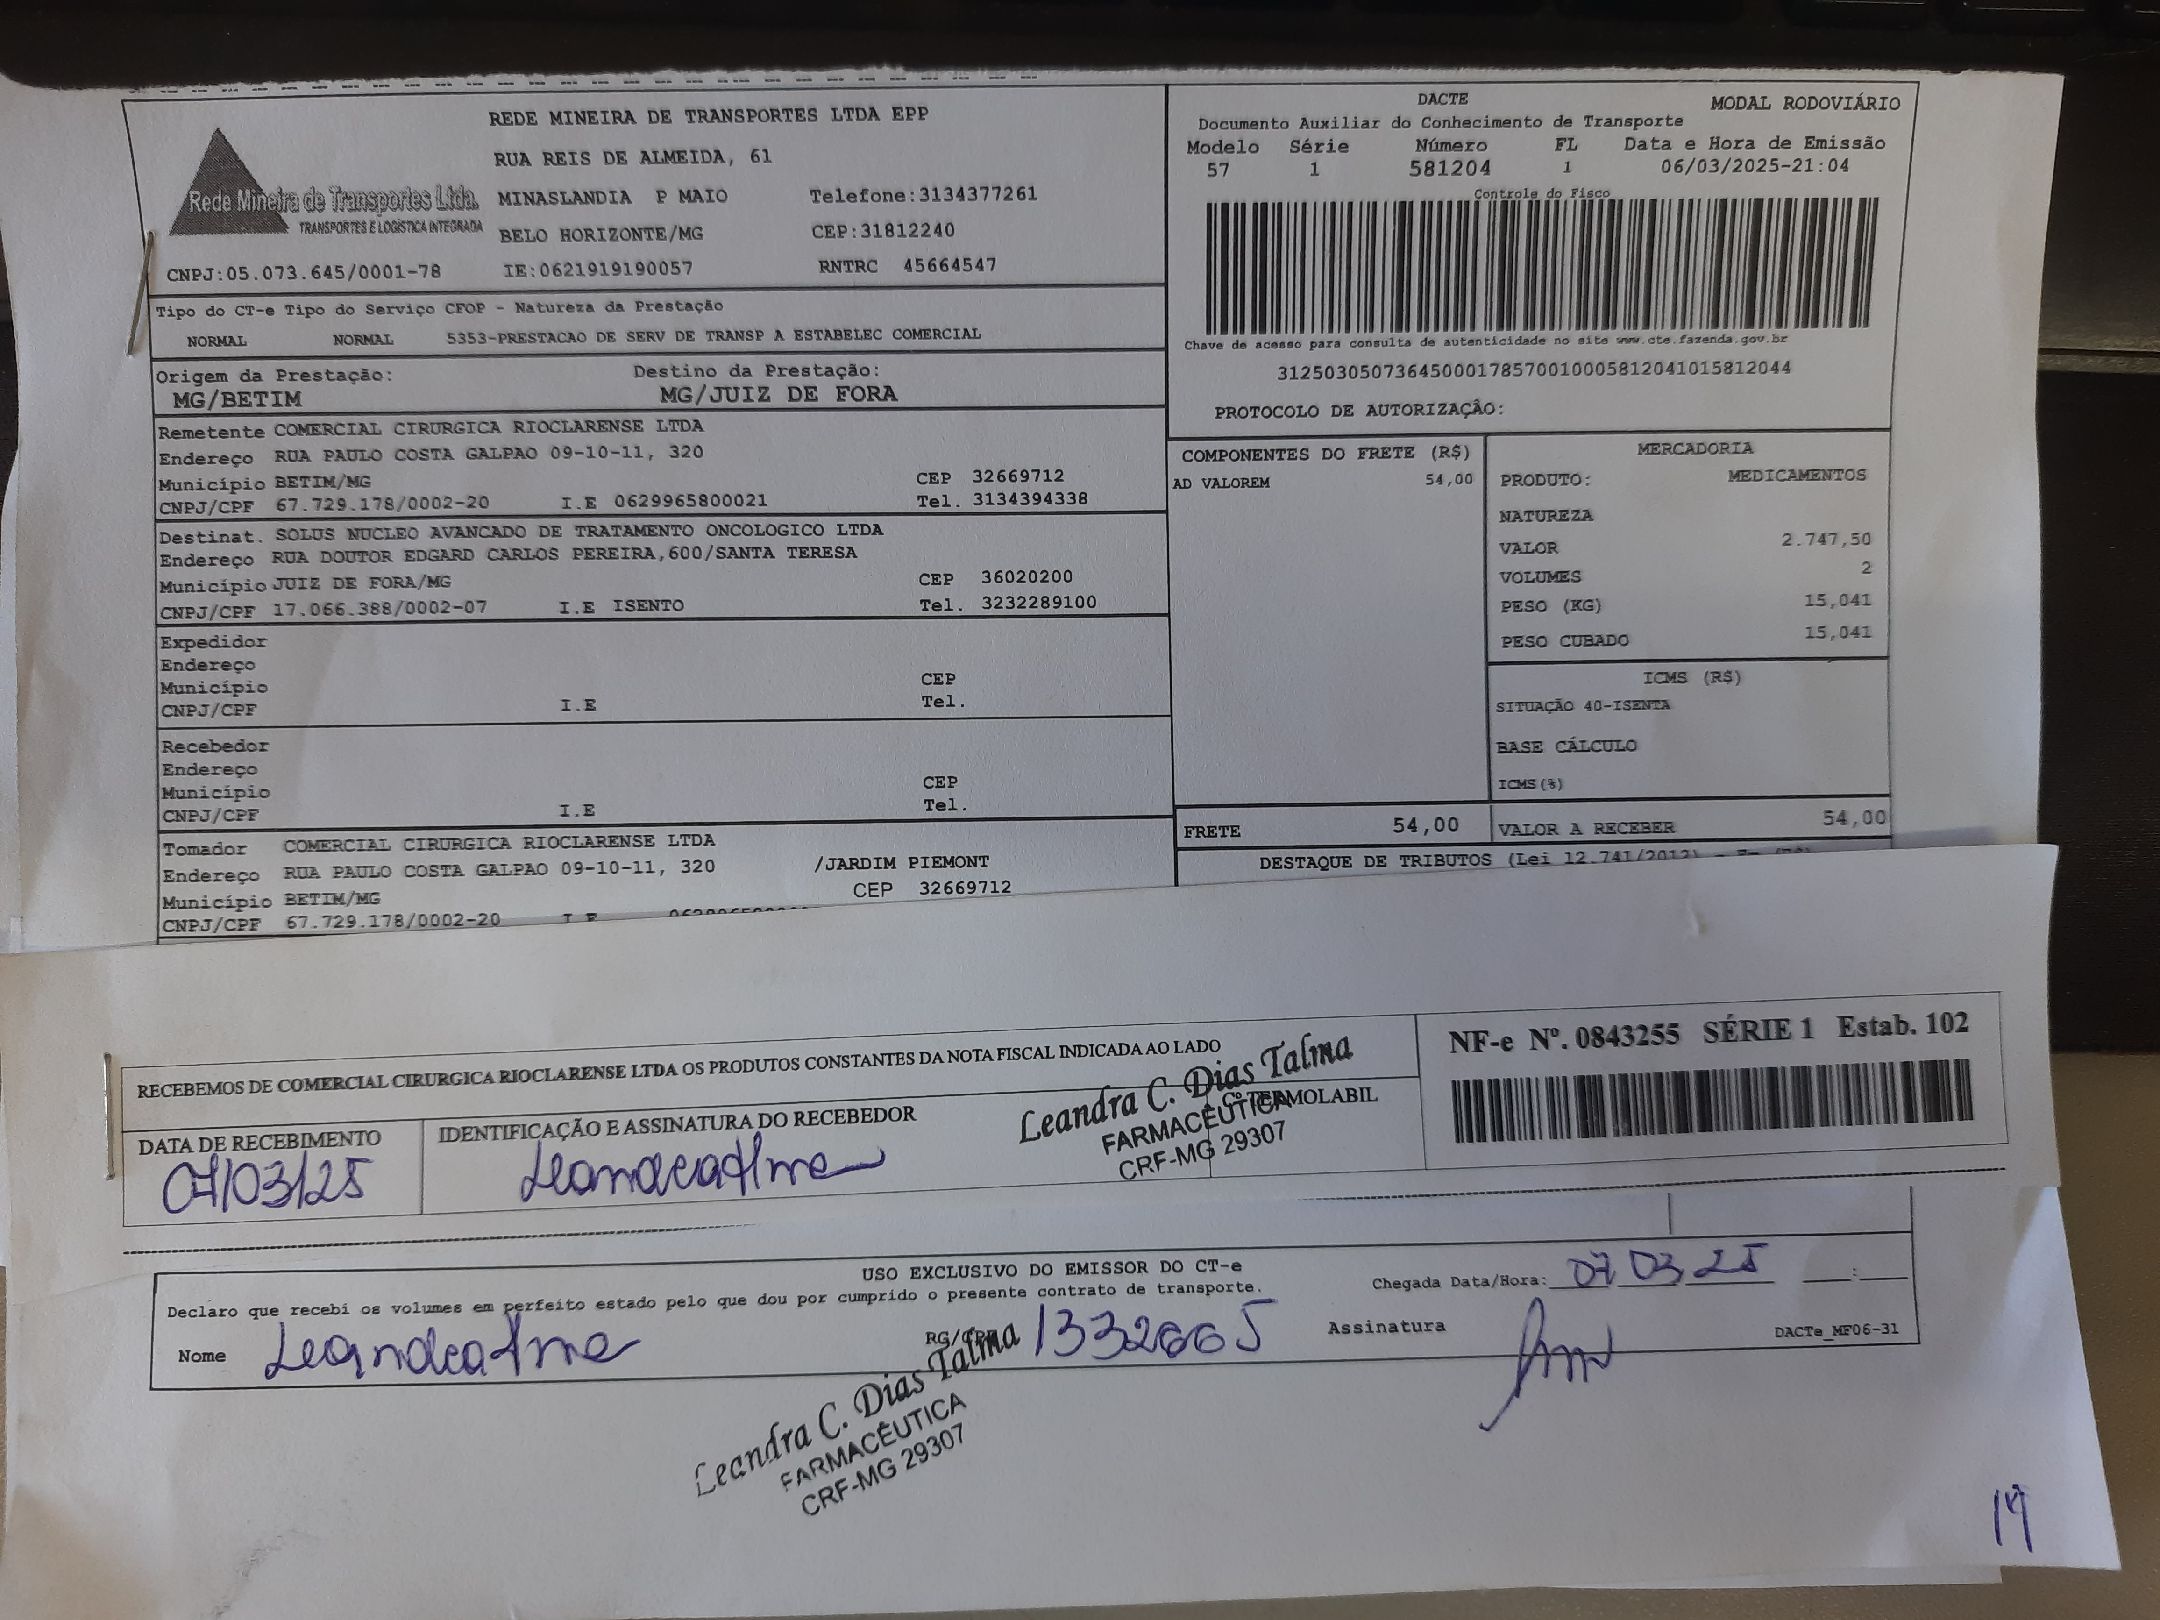 REDE MINEIRA DE TRANSPORTES LTDA EPP
RUA REIS DE ALMEIDA, 61
MINASLANDIA P MAIO Telefone:3134377261
BELO HORIZONTE/MG CEP:31812240
Rede Mineira de Transportes Ltda.
TRANSPORTES E LOGÍSTICA INTEGRADA
CNPJ:05.073.645/0001-78 IE:0621919190057 RNTRC 45664547
DACTE MODAL RODOVIÁRIO
Documento Auxiliar do Conhecimento de Transporte
Modelo Série Número FL Data e Hora de Emissão
57 1 581204 1 06/03/2025-21:04
Controle do Fisco
Chave de acesso para consulta de autenticidade no site www.cte.fazenda.gov.br
31250305073645000178570010005812041015812044
PROTOCOLO DE AUTORIZAÇÃO:
Tipo do CT-e Tipo do Serviço CFOP - Natureza da Prestação
NORMAL NORMAL 5353-PRESTACAO DE SERV DE TRANSP A ESTABELEC COMERCIAL
Origem da Prestação: Destino da Prestação:
MG/BETIM MG/JUIZ DE FORA
Remetente COMERCIAL CIRURGICA RIOCLARENSE LTDA
Endereço RUA PAULO COSTA GALPAO 09-10-11, 320
Município BETIM/MG CEP 32669712
CNPJ/CPF 67.729.178/0002-20 I.E 0629965800021 Tel. 3134394338
Destinat. SOLUS NUCLEO AVANCADO DE TRATAMENTO ONCOLOGICO LTDA
Endereço RUA DOUTOR EDGARD CARLOS PEREIRA,600/SANTA TERESA
Município JUIZ DE FORA/MG CEP 36020200
CNPJ/CPF 17.066.388/0002-07 I.E ISENTO Tel. 3232289100
Expedidor
Endereço
Município CEP
CNPJ/CPF I.E Tel.
Recebedor
Endereço
Município CEP
CNPJ/CPF I.E Tel.
Tomador COMERCIAL CIRURGICA RIOCLARENSE LTDA
Endereço RUA PAULO COSTA GALPAO 09-10-11, 320 /JARDIM PIEMONT
Município BETIM/MG CEP 32669712
CNPJ/CPF 67.729.178/0002-20 I E
COMPONENTES DO FRETE (R$)
AD VALOREM 54,00
MERCADORIA
PRODUTO: MEDICAMENTOS
NATUREZA
VALOR 2.747,50
VOLUMES 2
PESO (KG) 15,041
PESO CUBADO 15,041
ICMS (R$)
SITUAÇÃO 40-ISENTA
BASE CÁLCULO
ICMS(%)
FRETE 54,00 VALOR A RECEBER 54,00
DESTAQUE DE TRIBUTOS (Lei 12.741/2012)
RECEBEMOS DE COMERCIAL CIRURGICA RIOCLARENSE LTDA OS PRODUTOS CONSTANTES DA NOTA FISCAL INDICADA AO LADO
NF-e Nº. 0843255 SÉRIE 1 Estab. 102
DATA DE RECEBIMENTO IDENTIFICAÇÃO E ASSINATURA DO RECEBEDOR TERMOLABIL
07/03/25
Leandra C. Dias Talma
FARMACÊUTICA
CRF-MG 29307
USO EXCLUSIVO DO EMISSOR DO CT-e
Declaro que recebi os volumes em perfeito estado pelo que dou por cumprido o presente contrato de transporte.
Chegada Data/Hora: 07 03 25 :
Nome RG/CPF 1332665 Assinatura DACTe_MF06-31
Leandra C. Dias Talma
FARMACÊUTICA
CRF-MG 29307